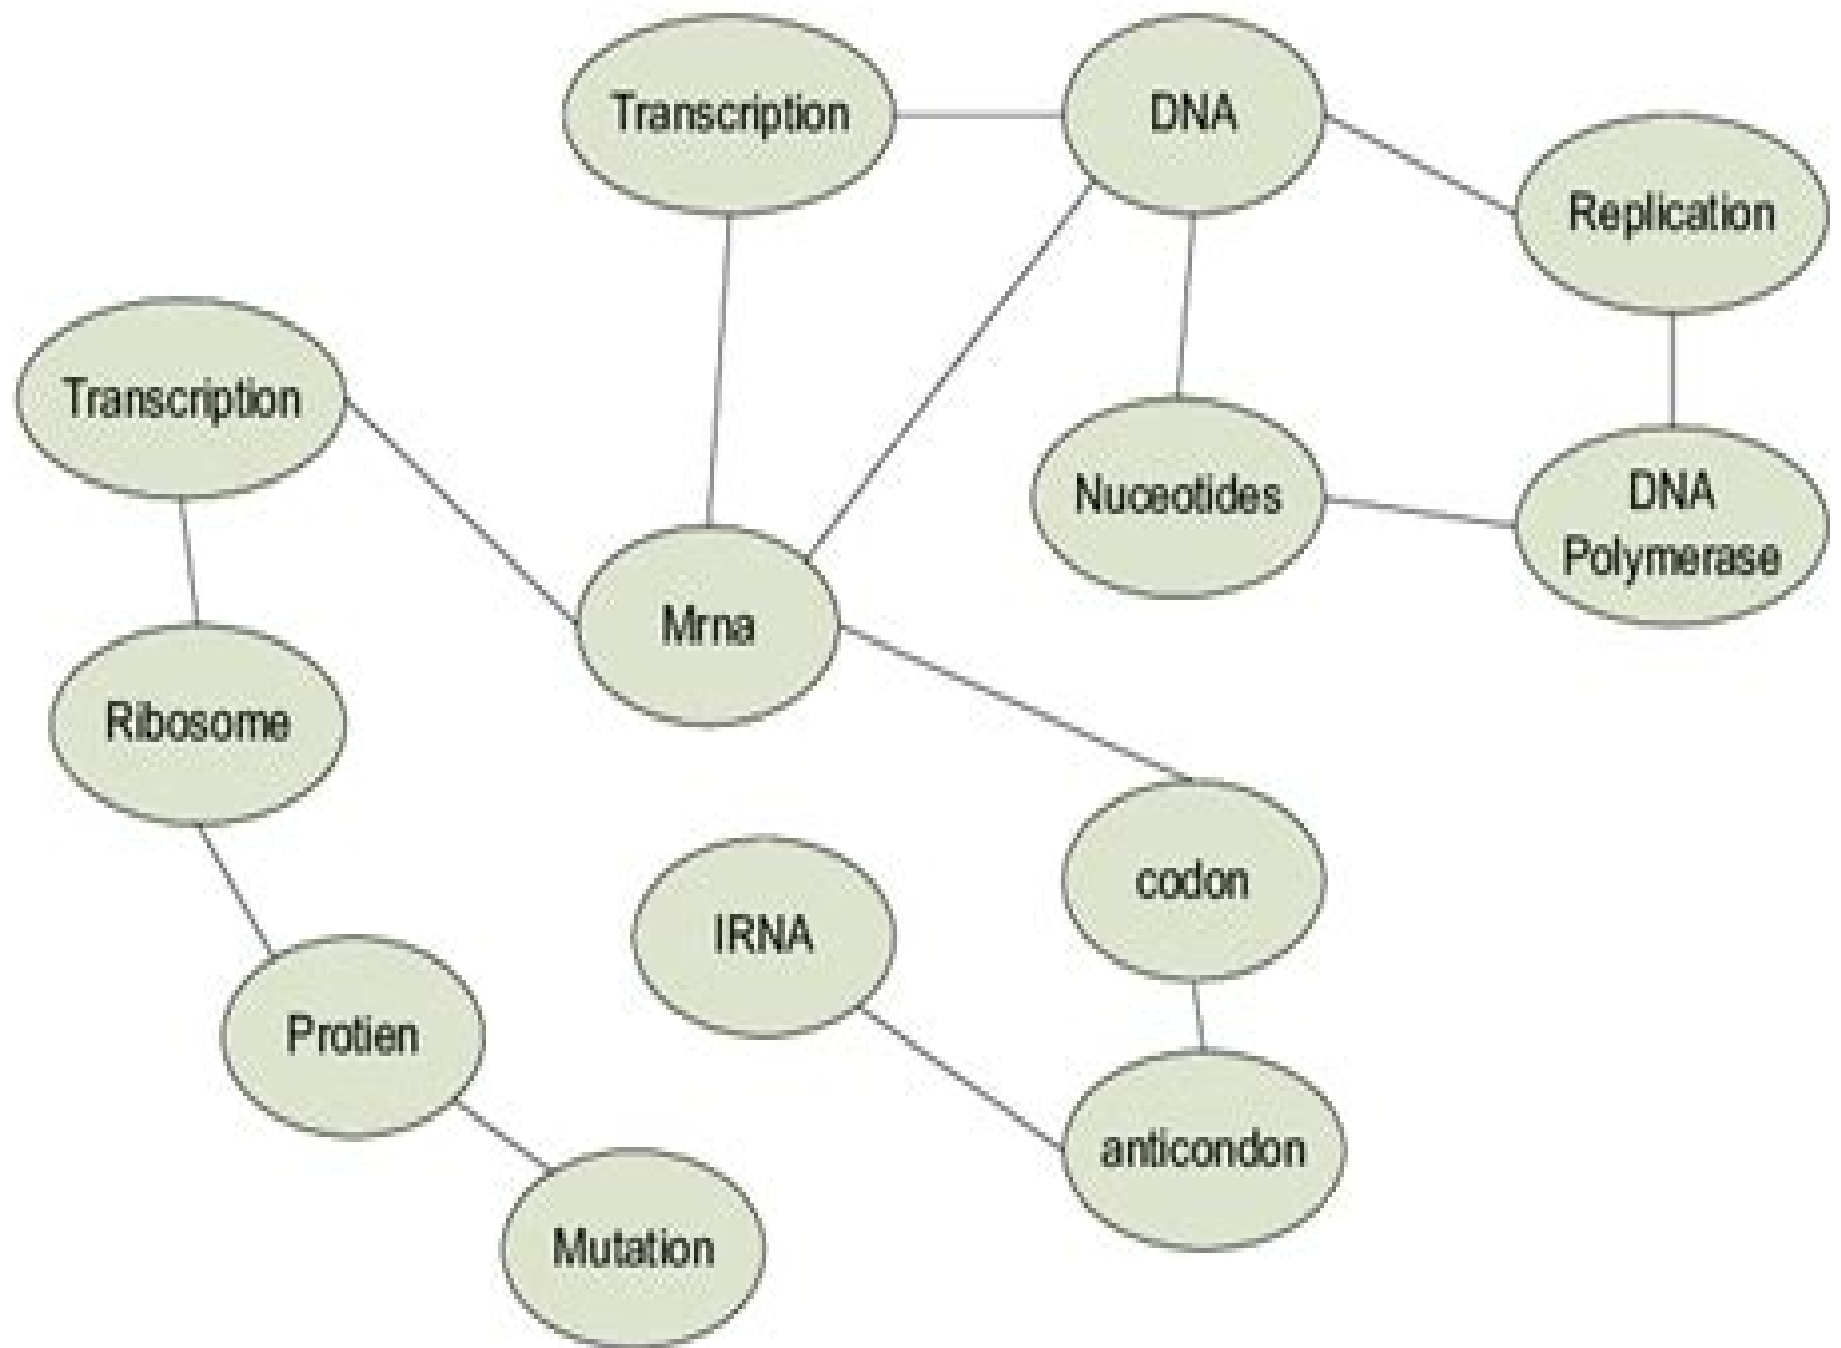 Transcription
DNA
Replication
Transcription
Nuceotides
DNA
Polymerase
Mrna
Ribosome
codon
IRNA
Protien
anticondon
Mutation